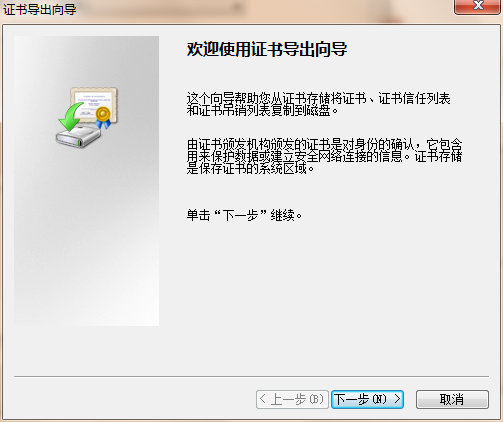 证书导出向导
欢迎使用证书导出向导
这个向导帮助您从证书存储将证书、证书信任列表
和证书吊销列表复制到磁盘。
由证书颁发机构颁发的证书是对身份的确认，它包含
用来保护数据或建立安全网络连接的信息。证书存储
是保存证书的系统区域。
单击“下一步”继续。
< 上一步(B) 下一步(N) > 取消